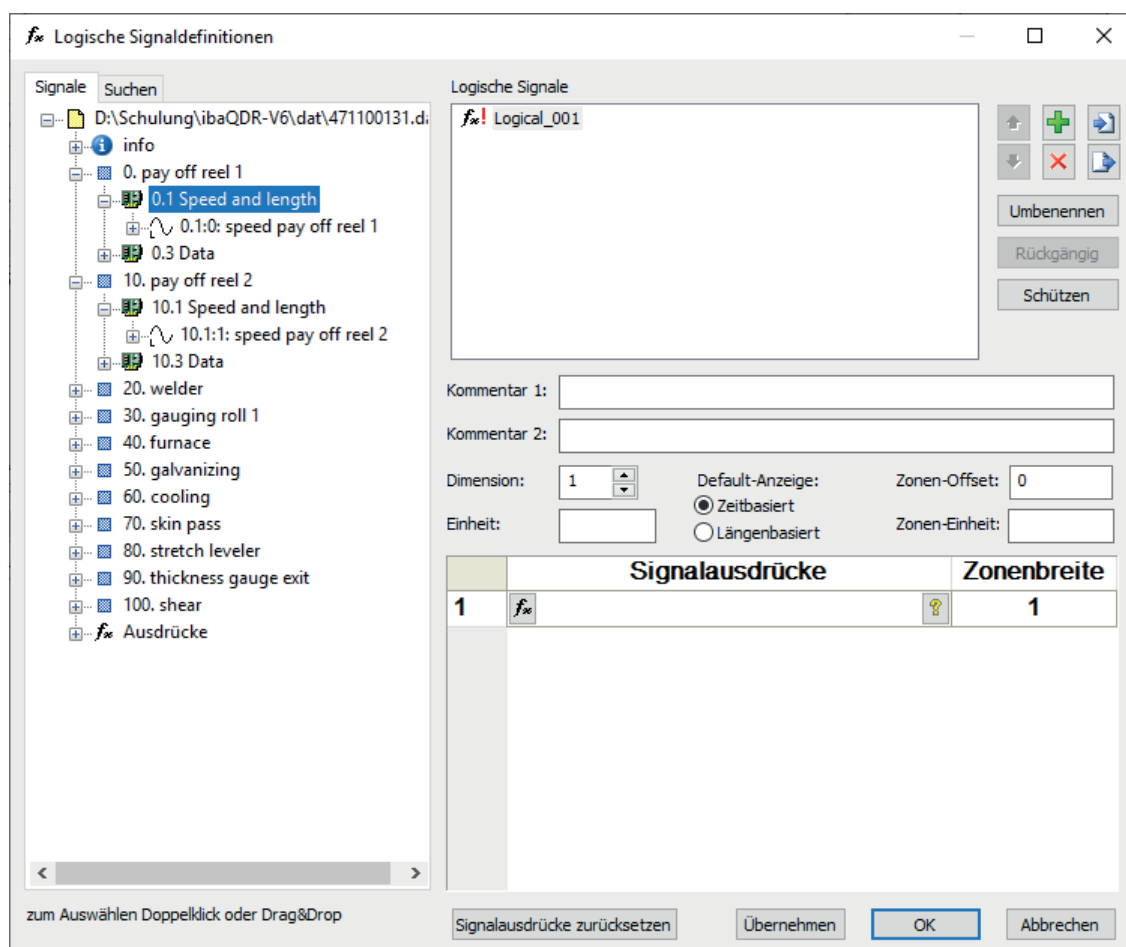 Logische Signaldefinitionen
Signale Suchen
D:\Schulung\ibaQDR-V6\dat\471100131.d
info
0. pay off reel 1
0.1 Speed and length
0.1:0: speed pay off reel 1
0.3 Data
10. pay off reel 2
10.1 Speed and length
10.1:1: speed pay off reel 2
10.3 Data
20. welder
30. gauging roll 1
40. furnace
50. galvanizing
60. cooling
70. skin pass
80. stretch leveler
90. thickness gauge exit
100. shear
fx Ausdrücke
zum Auswählen Doppelklick oder Drag&Drop
Logische Signale
fx! Logical_001
Umbenennen
Rückgängig
Schützen
Kommentar 1:
Kommentar 2:
Dimension: 1
Einheit:
Default-Anzeige:
Zeitbasiert
Längenbasiert
Zonen-Offset: 0
Zonen-Einheit:
Signalausdrücke Zonenbreite
1 fx ? 1
Signalausdrücke zurücksetzen Übernehmen OK Abbrechen